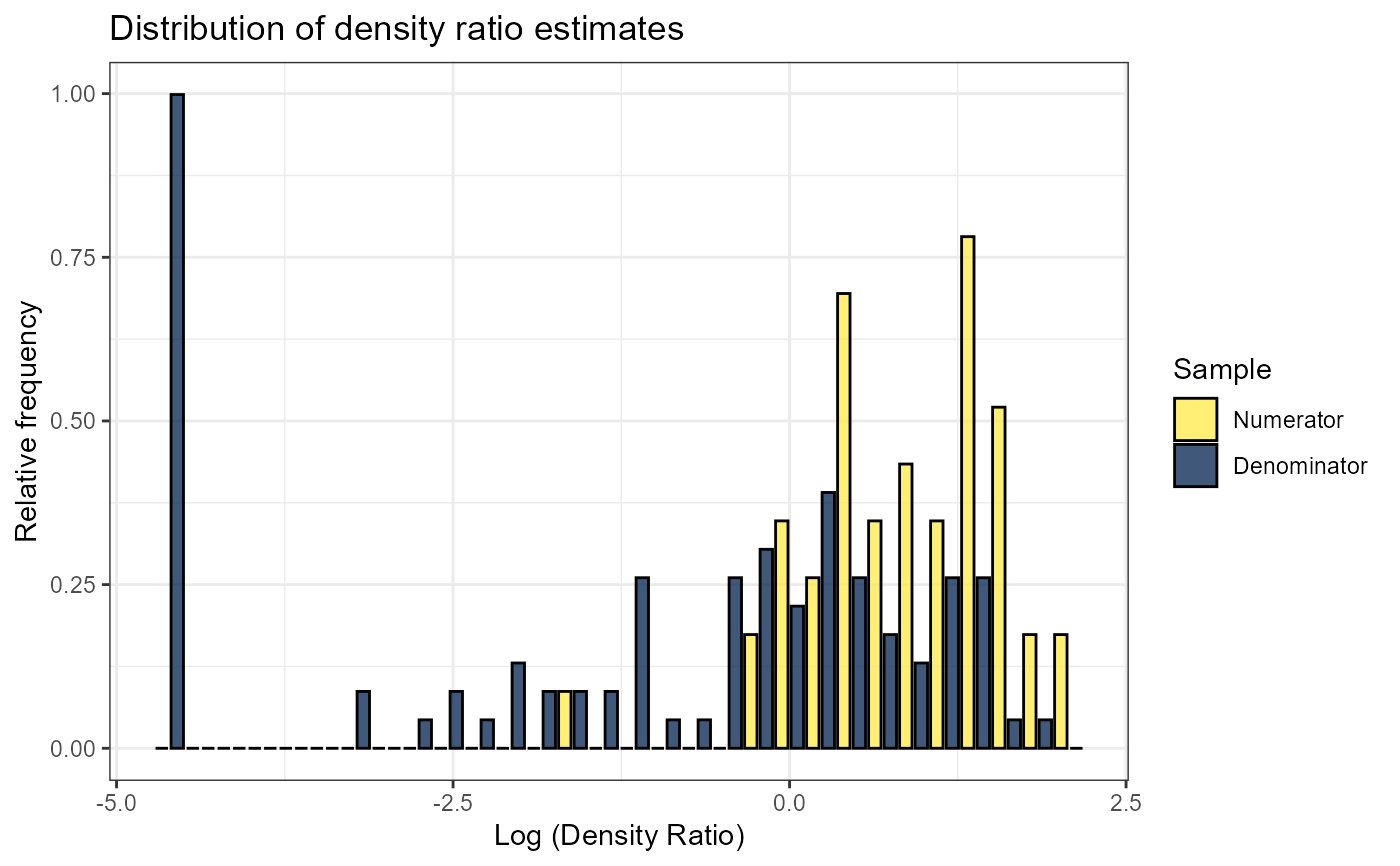 Distribution of density ratio estimates
1.00
0.75
0.50
0.25
0.00
Relative frequency
-5.0 -2.5 0.0 2.5
Log (Density Ratio)
Sample
Numerator
Denominator